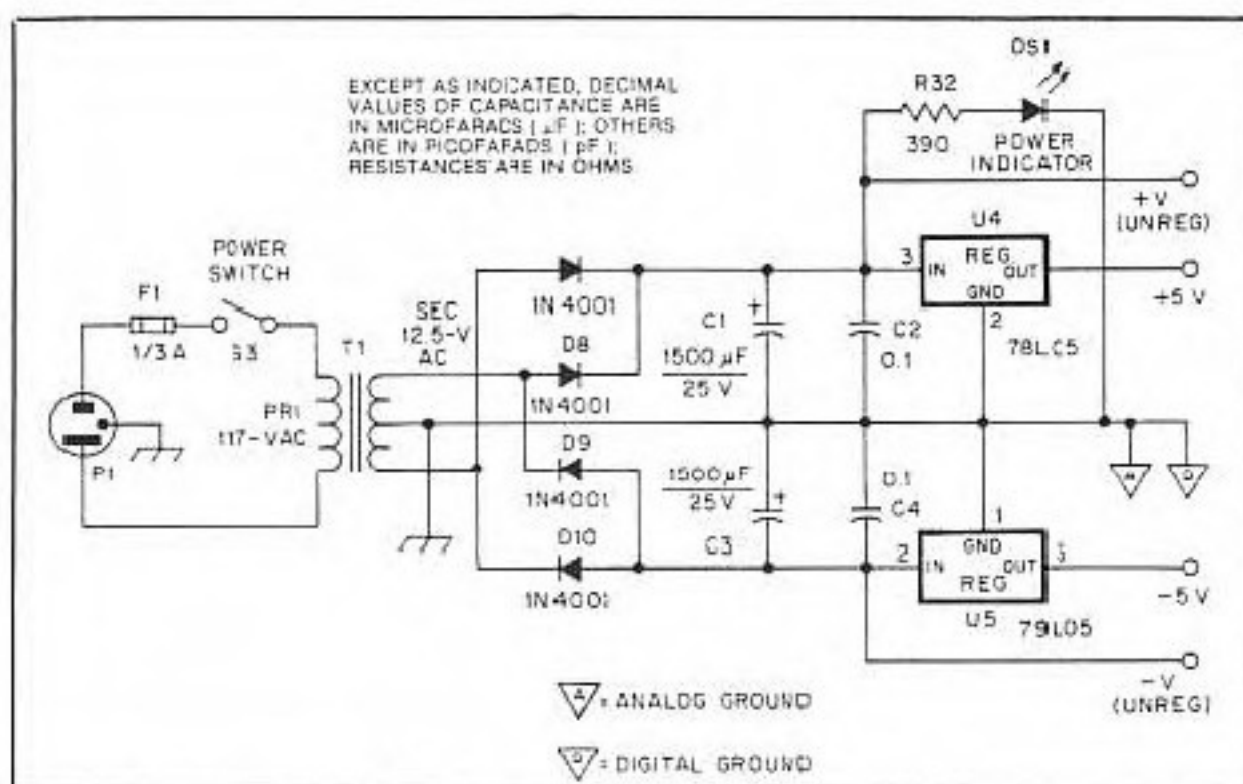 EXCEPT AS INDICATED, DECIMAL
VALUES OF CAPACITANCE ARE
IN MICROFARADS ( µF ); OTHERS
ARE IN PICOFAFADS ( pF );
RESISTANCES ARE IN OHMS.
DS1
R32
390
POWER
INDICATOR
+V
(UNREG)
U4
3 IN REG OUT
GND
2
+5 V
78LC5
POWER
SWITCH
F1
1/3 A
S3
T1
SEC
12.5-V
AC
PRI
117-VAC
P1
1N4001
D8
1N4001
D9
1N4001
D10
1N4001
C1
+
1500 µF
25 V
C2
0.1
1500 µF
25 V
+
C3
0.1
C4
1
GND
2 IN OUT
REG
U5
79L05
-5 V
-V
(UNREG)
A = ANALOG GROUND
D = DIGITAL GROUND